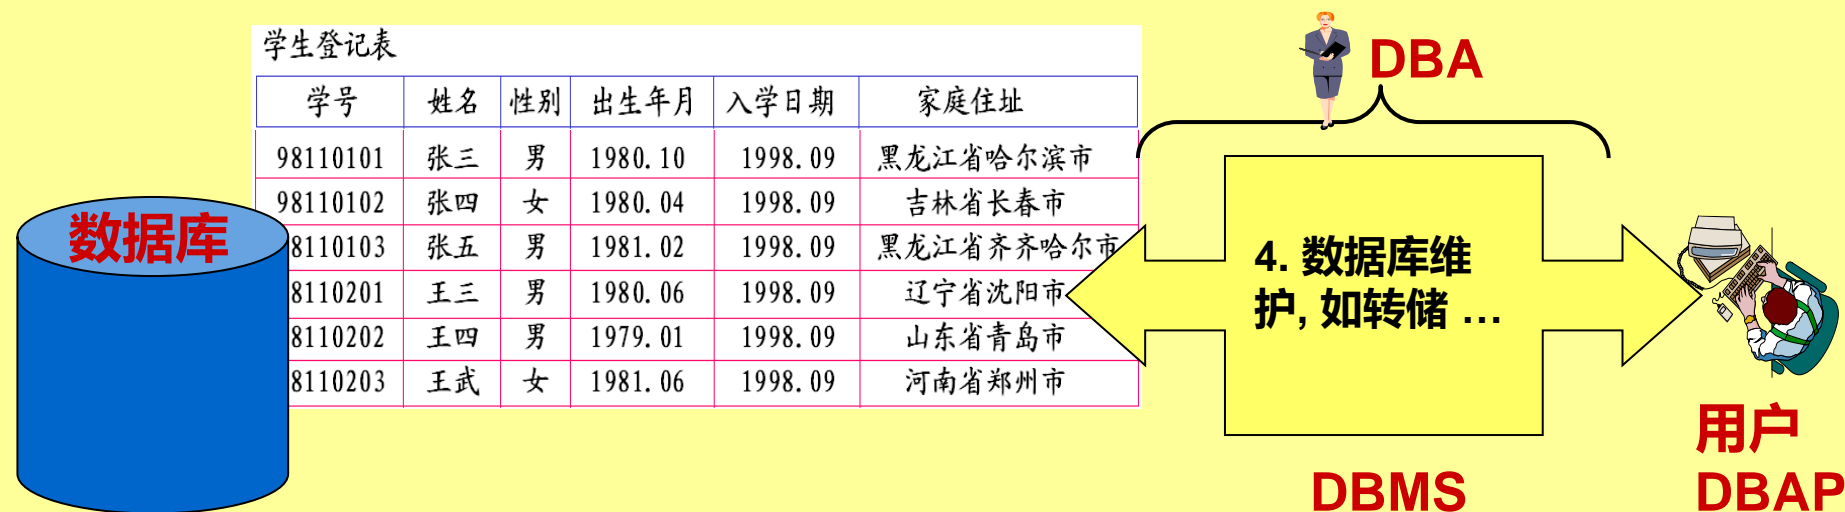 学生登记表
学号 姓名 性别 出生年月 入学日期 家庭住址
98110101 张三 男 1980.10 1998.09 黑龙江省哈尔滨市
98110102 张四 女 1980.04 1998.09 吉林省长春市
8110103 张五 男 1981.02 1998.09 黑龙江省齐齐哈尔市
8110201 王三 男 1980.06 1998.09 辽宁省沈阳市
8110202 王四 男 1979.01 1998.09 山东省青岛市
8110203 王武 女 1981.06 1998.09 河南省郑州市
数据库
DBA
4. 数据库维
护, 如转储 …
DBMS
用户
DBAP